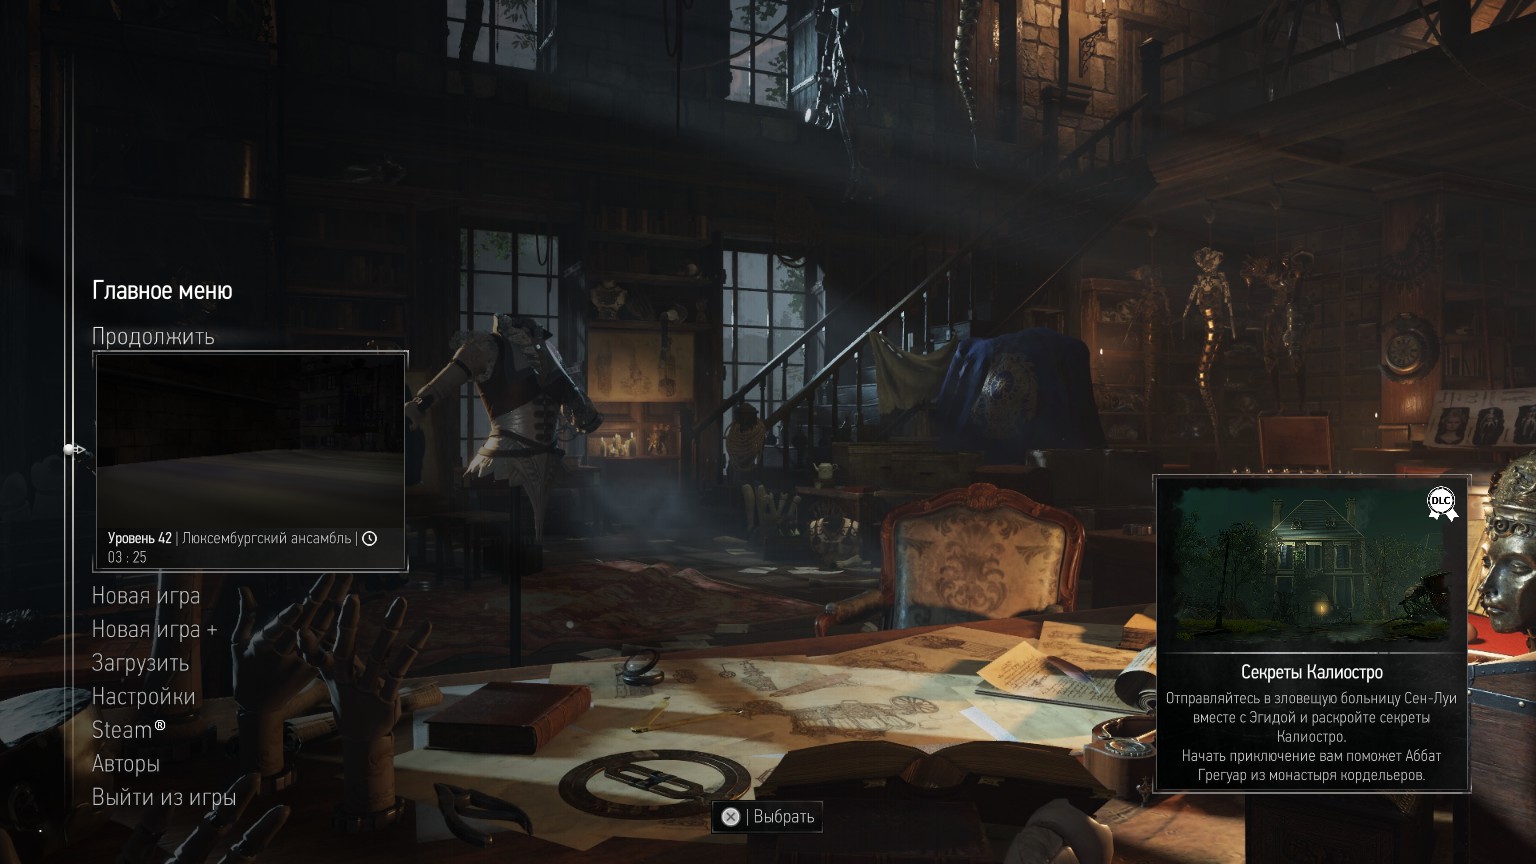 Главное меню
Продолжить
Уровень 42 | Люксембургский ансамбль |
03 : 25
Новая игра
Новая игра +
Загрузить
Настройки
Steam®
Авторы
Выйти из игры
DLC
Секреты Калиостро
Отправляйтесь в зловещую больницу Сен-Луи
вместе с Эгидой и раскройте секреты
Калиостро.
Начать приключение вам поможет Аббат
Грегуар из монастыря кордельеров.
| Выбрать